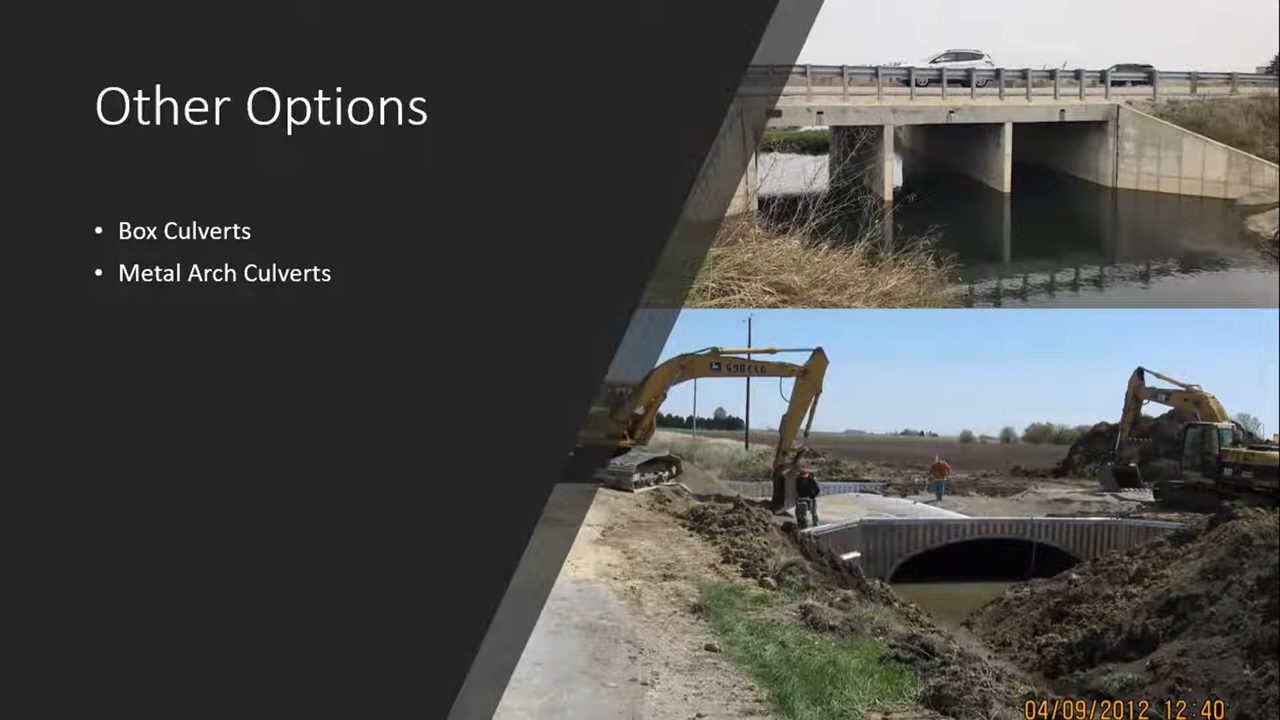 Other Options
• Box Culverts
• Metal Arch Culverts
04/09/2012 12:40